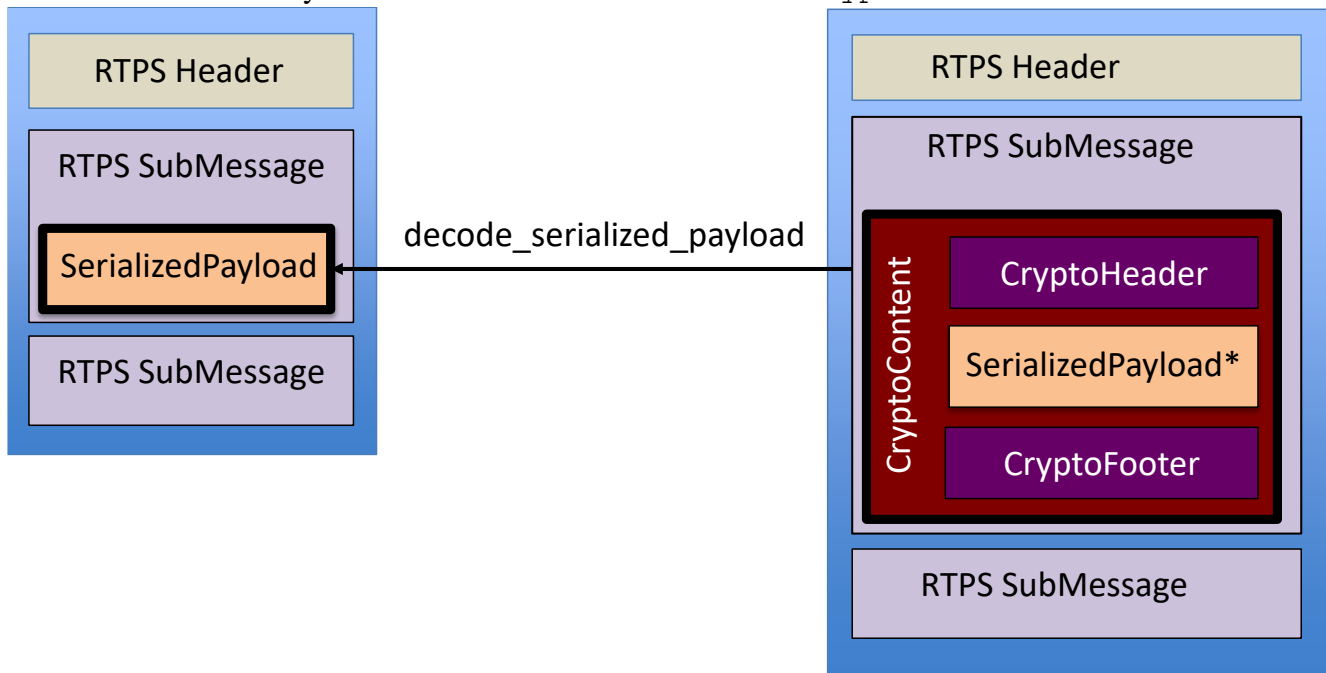 RTPS Header
RTPS SubMessage
SerializedPayload
RTPS SubMessage
decode_serialized_payload
RTPS Header
RTPS SubMessage
CryptoContent
CryptoHeader
SerializedPayload*
CryptoFooter
RTPS SubMessage